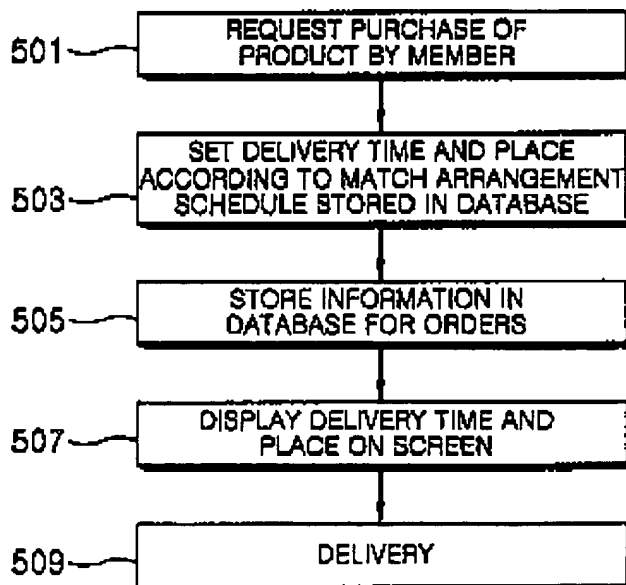 501
REQUEST PURCHASE OF
PRODUCT BY MEMBER
503
SET DELIVERY TIME AND PLACE
ACCORDING TO MATCH ARRANGEMENT
SCHEDULE STORED IN DATABASE
505
STORE INFORMATION IN
DATABASE FOR ORDERS
507
DISPLAY DELIVERY TIME AND
PLACE ON SCREEN
509
DELIVERY